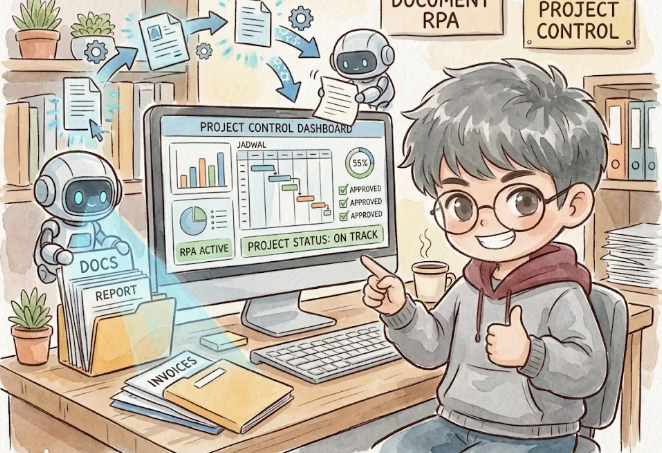 DOCUMENT
RPA
PROJECT
CONTROL
PROJECT CONTROL DASHBOARD
JADWAL
55%
APPROVED
APPROVED
APPROVED
RPA ACTIVE
PROJECT STATUS: ON TRACK
DOCS
REPORT
INVOICES